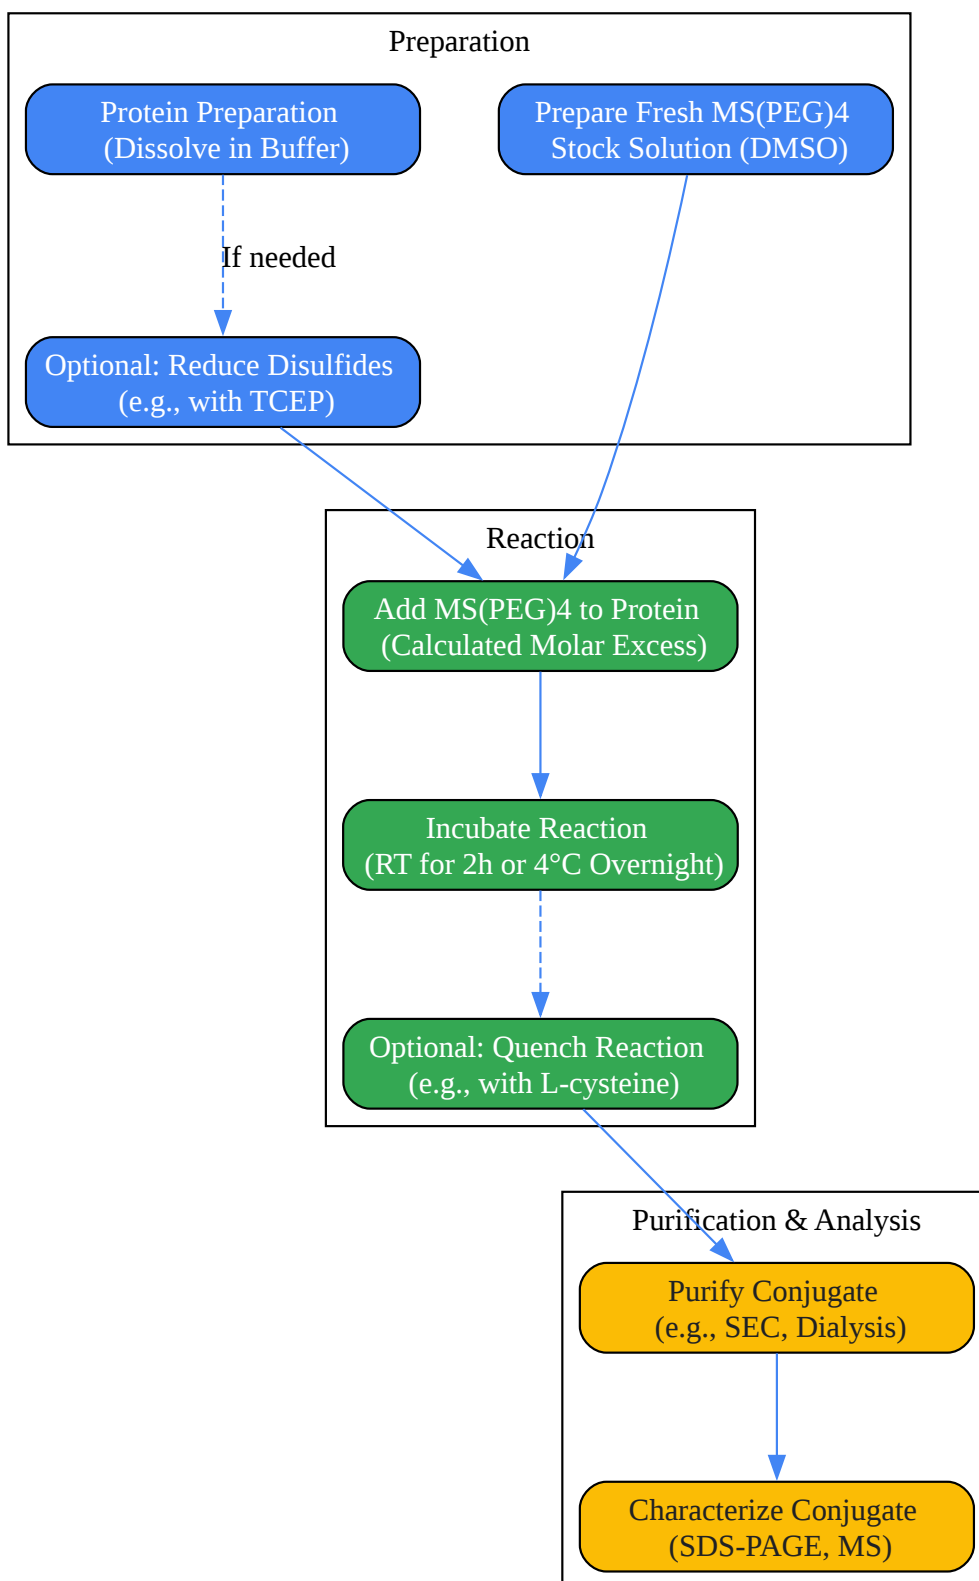 Preparation
Protein Preparation
(Dissolve in Buffer)
Prepare Fresh MS(PEG)4
Stock Solution (DMSO)
If needed
Optional: Reduce Disulfides
(e.g., with TCEP)
Reaction
Add MS(PEG)4 to Protein
(Calculated Molar Excess)
Incubate Reaction
(RT for 2h or 4°C Overnight)
Optional: Quench Reaction
(e.g., with L-cysteine)
Purification & Analysis
Purify Conjugate
(e.g., SEC, Dialysis)
Characterize Conjugate
(SDS-PAGE, MS)